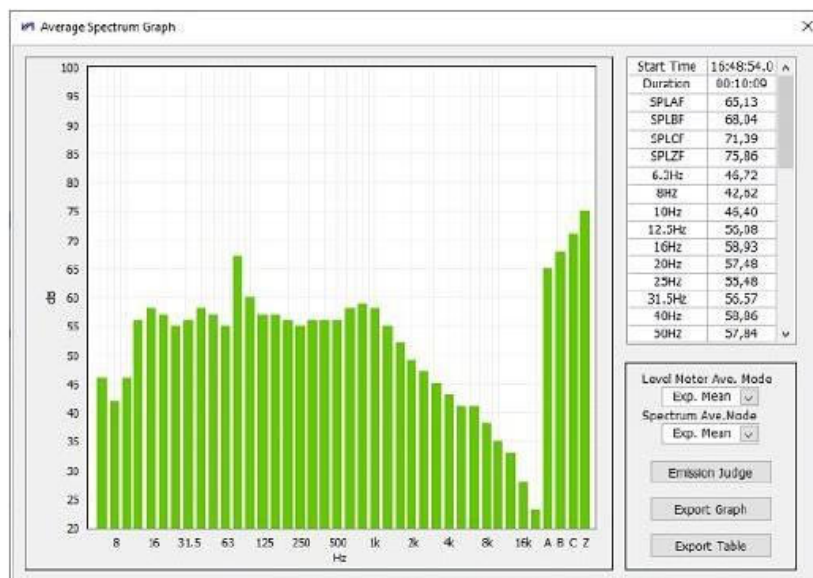 Average Spectrum Graph
100
95
90
85
80
75
70
65
60
55
50
45
40
35
30
25
20
dB
8 16 31.5 63 125 250 500 1k 2k 4k 8k 16k A B C Z
Hz
Start Time 16:48:54.0
Duration 00:10:09
SPLAF 65,13
SPLBF 68,04
SPLCF 71,39
SPLZF 75,86
6.3Hz 46,72
8HZ 42,62
10Hz 46,40
12.5Hz 56,08
16Hz 58,93
20Hz 57,48
25Hz 55,48
31.5Hz 56,57
40Hz 58,86
50HZ 57,84
Level Meter Ave. Mode
Exp. Mean
Spectrum Ave.Mode
Exp. Mean
Emission Judge
Export Graph
Export Table